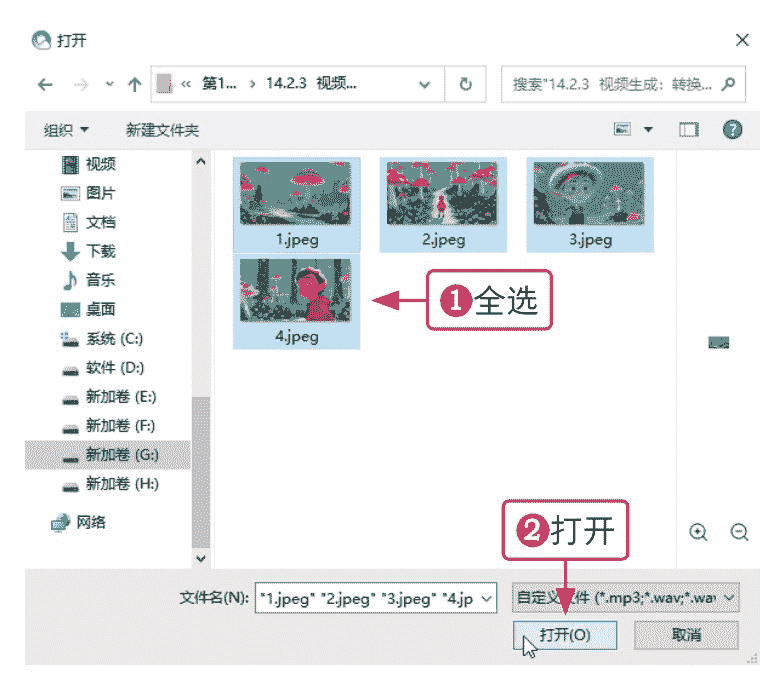 打开
« 第1... › 14.2.3 视频...
搜索"14.2.3 视频生成：转换...
组织
新建文件夹
视频
图片
文档
下载
音乐
桌面
系统 (C:)
软件 (D:)
新加卷 (E:)
新加卷 (F:)
新加卷 (G:)
新加卷 (H:)
网络
1.jpeg
2.jpeg
3.jpeg
4.jpeg
❶全选
❷打开
文件名(N):
"1.jpeg" "2.jpeg" "3.jpeg" "4.jp
自定义文件 (*.mp3;*.wav;*.wav
打开(O)
取消